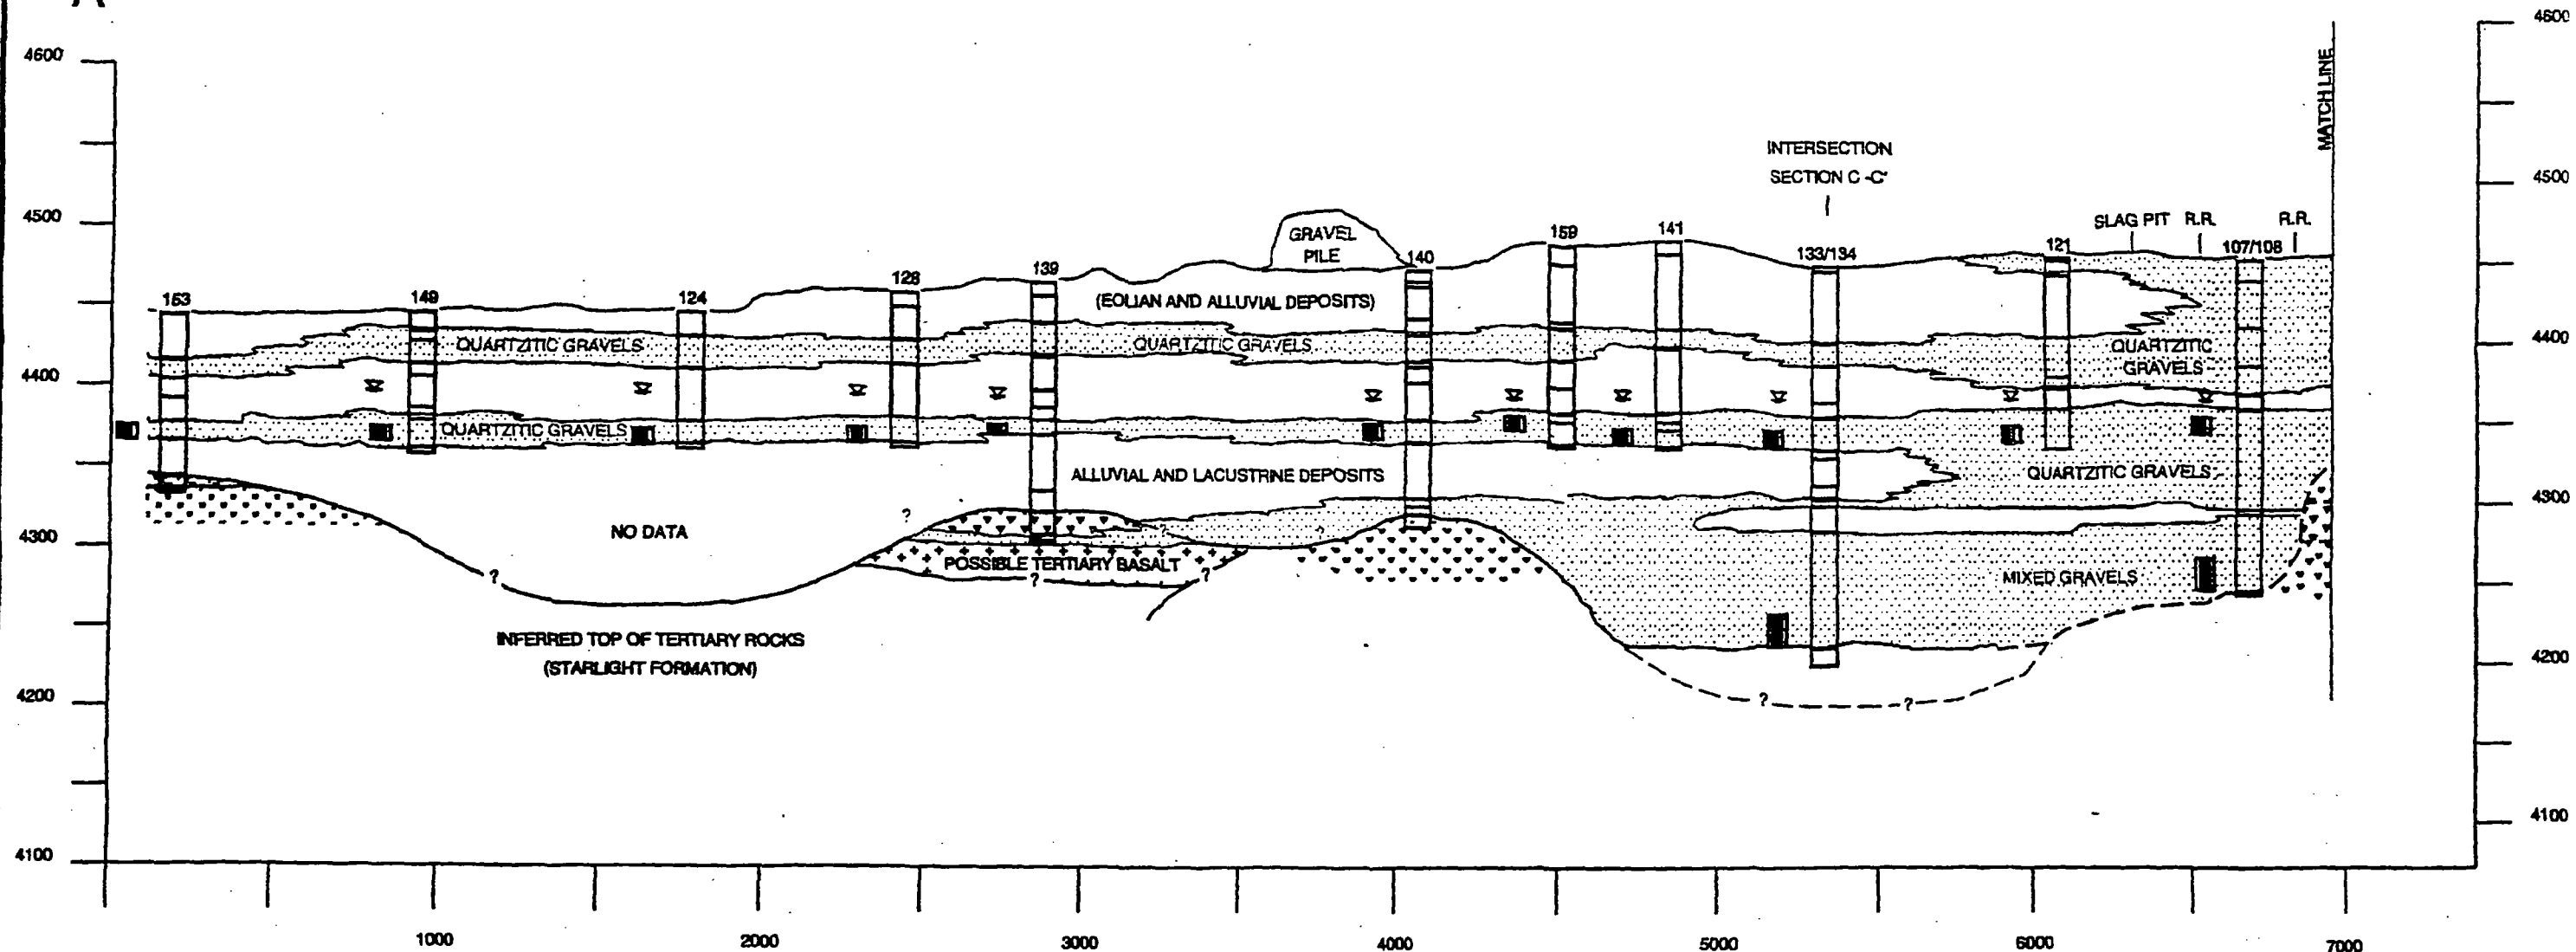 A
4600
4600
MATCH LINE
INTERSECTION
SECTION C -C'
4500
4500
GRAVEL
PILE
SLAG PIT R.R. R.R.
153
149
124
128
139
140
159
141
133/134
121
107/108
(EOLIAN AND ALLUVIAL DEPOSITS)
QUARTZITIC GRAVELS
QUARTZITIC GRAVELS
QUARTZITIC
GRAVELS
4400
4400
QUARTZITIC GRAVELS
ALLUVIAL AND LACUSTRINE DEPOSITS
QUARTZITIC GRAVELS
4300
4300
NO DATA
?
?
POSSIBLE TERTIARY BASALT
MIXED GRAVELS
?
?
?
INFERRED TOP OF TERTIARY ROCKS
(STARLIGHT FORMATION)
4200
4200
?
?
4100
4100
1000
2000
3000
4000
5000
6000
7000